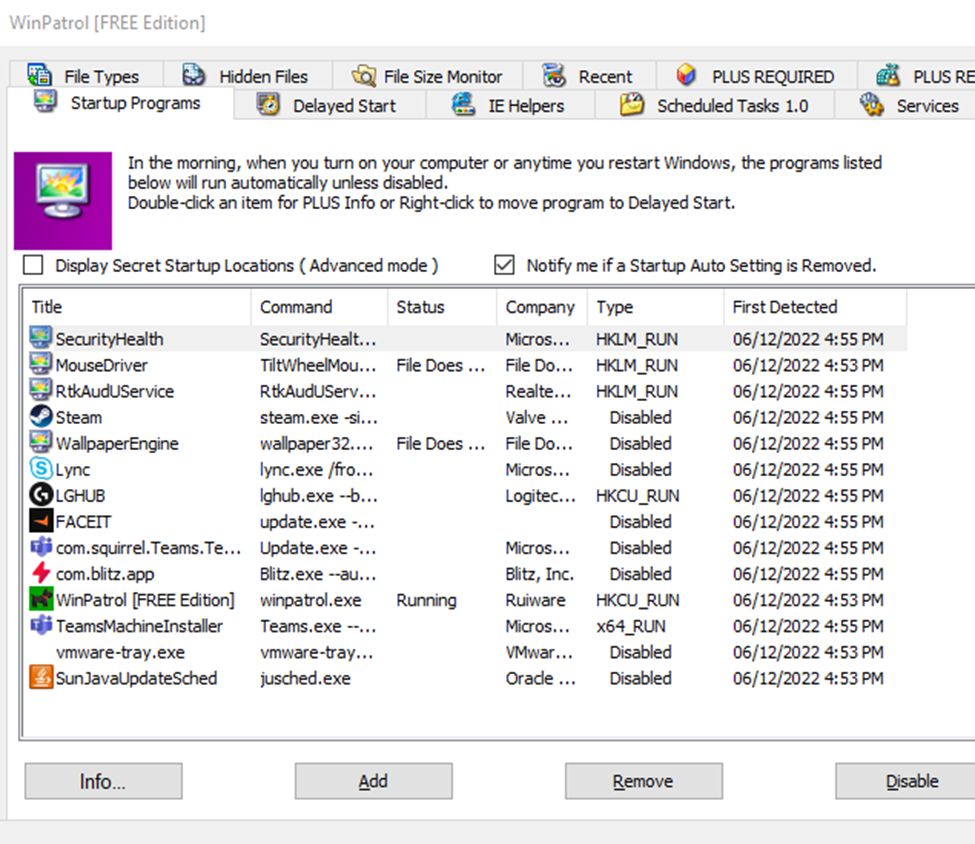 WinPatrol [FREE Edition]
File Types Hidden Files File Size Monitor Recent PLUS REQUIRED PLUS RE
Startup Programs Delayed Start IE Helpers Scheduled Tasks 1.0 Services
In the morning, when you turn on your computer or anytime you restart Windows, the programs listed
below will run automatically unless disabled.
Double-click an item for PLUS Info or Right-click to move program to Delayed Start.
Display Secret Startup Locations ( Advanced mode ) Notify me if a Startup Auto Setting is Removed.
Title Command Status Company Type First Detected
SecurityHealth SecurityHealt... Micros... HKLM_RUN 06/12/2022 4:55 PM
MouseDriver TiltWheelMou... File Does ... File Do... HKLM_RUN 06/12/2022 4:53 PM
RtkAudUService RtkAudUServ... Realte... HKLM_RUN 06/12/2022 4:55 PM
Steam steam.exe -si... Valve ... Disabled 06/12/2022 4:55 PM
WallpaperEngine wallpaper32.... File Does ... File Do... Disabled 06/12/2022 4:55 PM
Lync lync.exe /fro... Micros... Disabled 06/12/2022 4:55 PM
LGHUB lghub.exe --b... Logitec... HKCU_RUN 06/12/2022 4:55 PM
FACEIT update.exe -... Disabled 06/12/2022 4:55 PM
com.squirrel.Teams.Te... Update.exe -... Micros... Disabled 06/12/2022 4:55 PM
com.blitz.app Blitz.exe --au... Blitz, Inc. Disabled 06/12/2022 4:55 PM
WinPatrol [FREE Edition] winpatrol.exe Running Ruiware HKCU_RUN 06/12/2022 4:53 PM
TeamsMachineInstaller Teams.exe --... Micros... x64_RUN 06/12/2022 4:55 PM
vmware-tray.exe vmware-tray... VMwar... Disabled 06/12/2022 4:53 PM
SunJavaUpdateSched jusched.exe Oracle ... Disabled 06/12/2022 4:53 PM
Info... Add Remove Disable